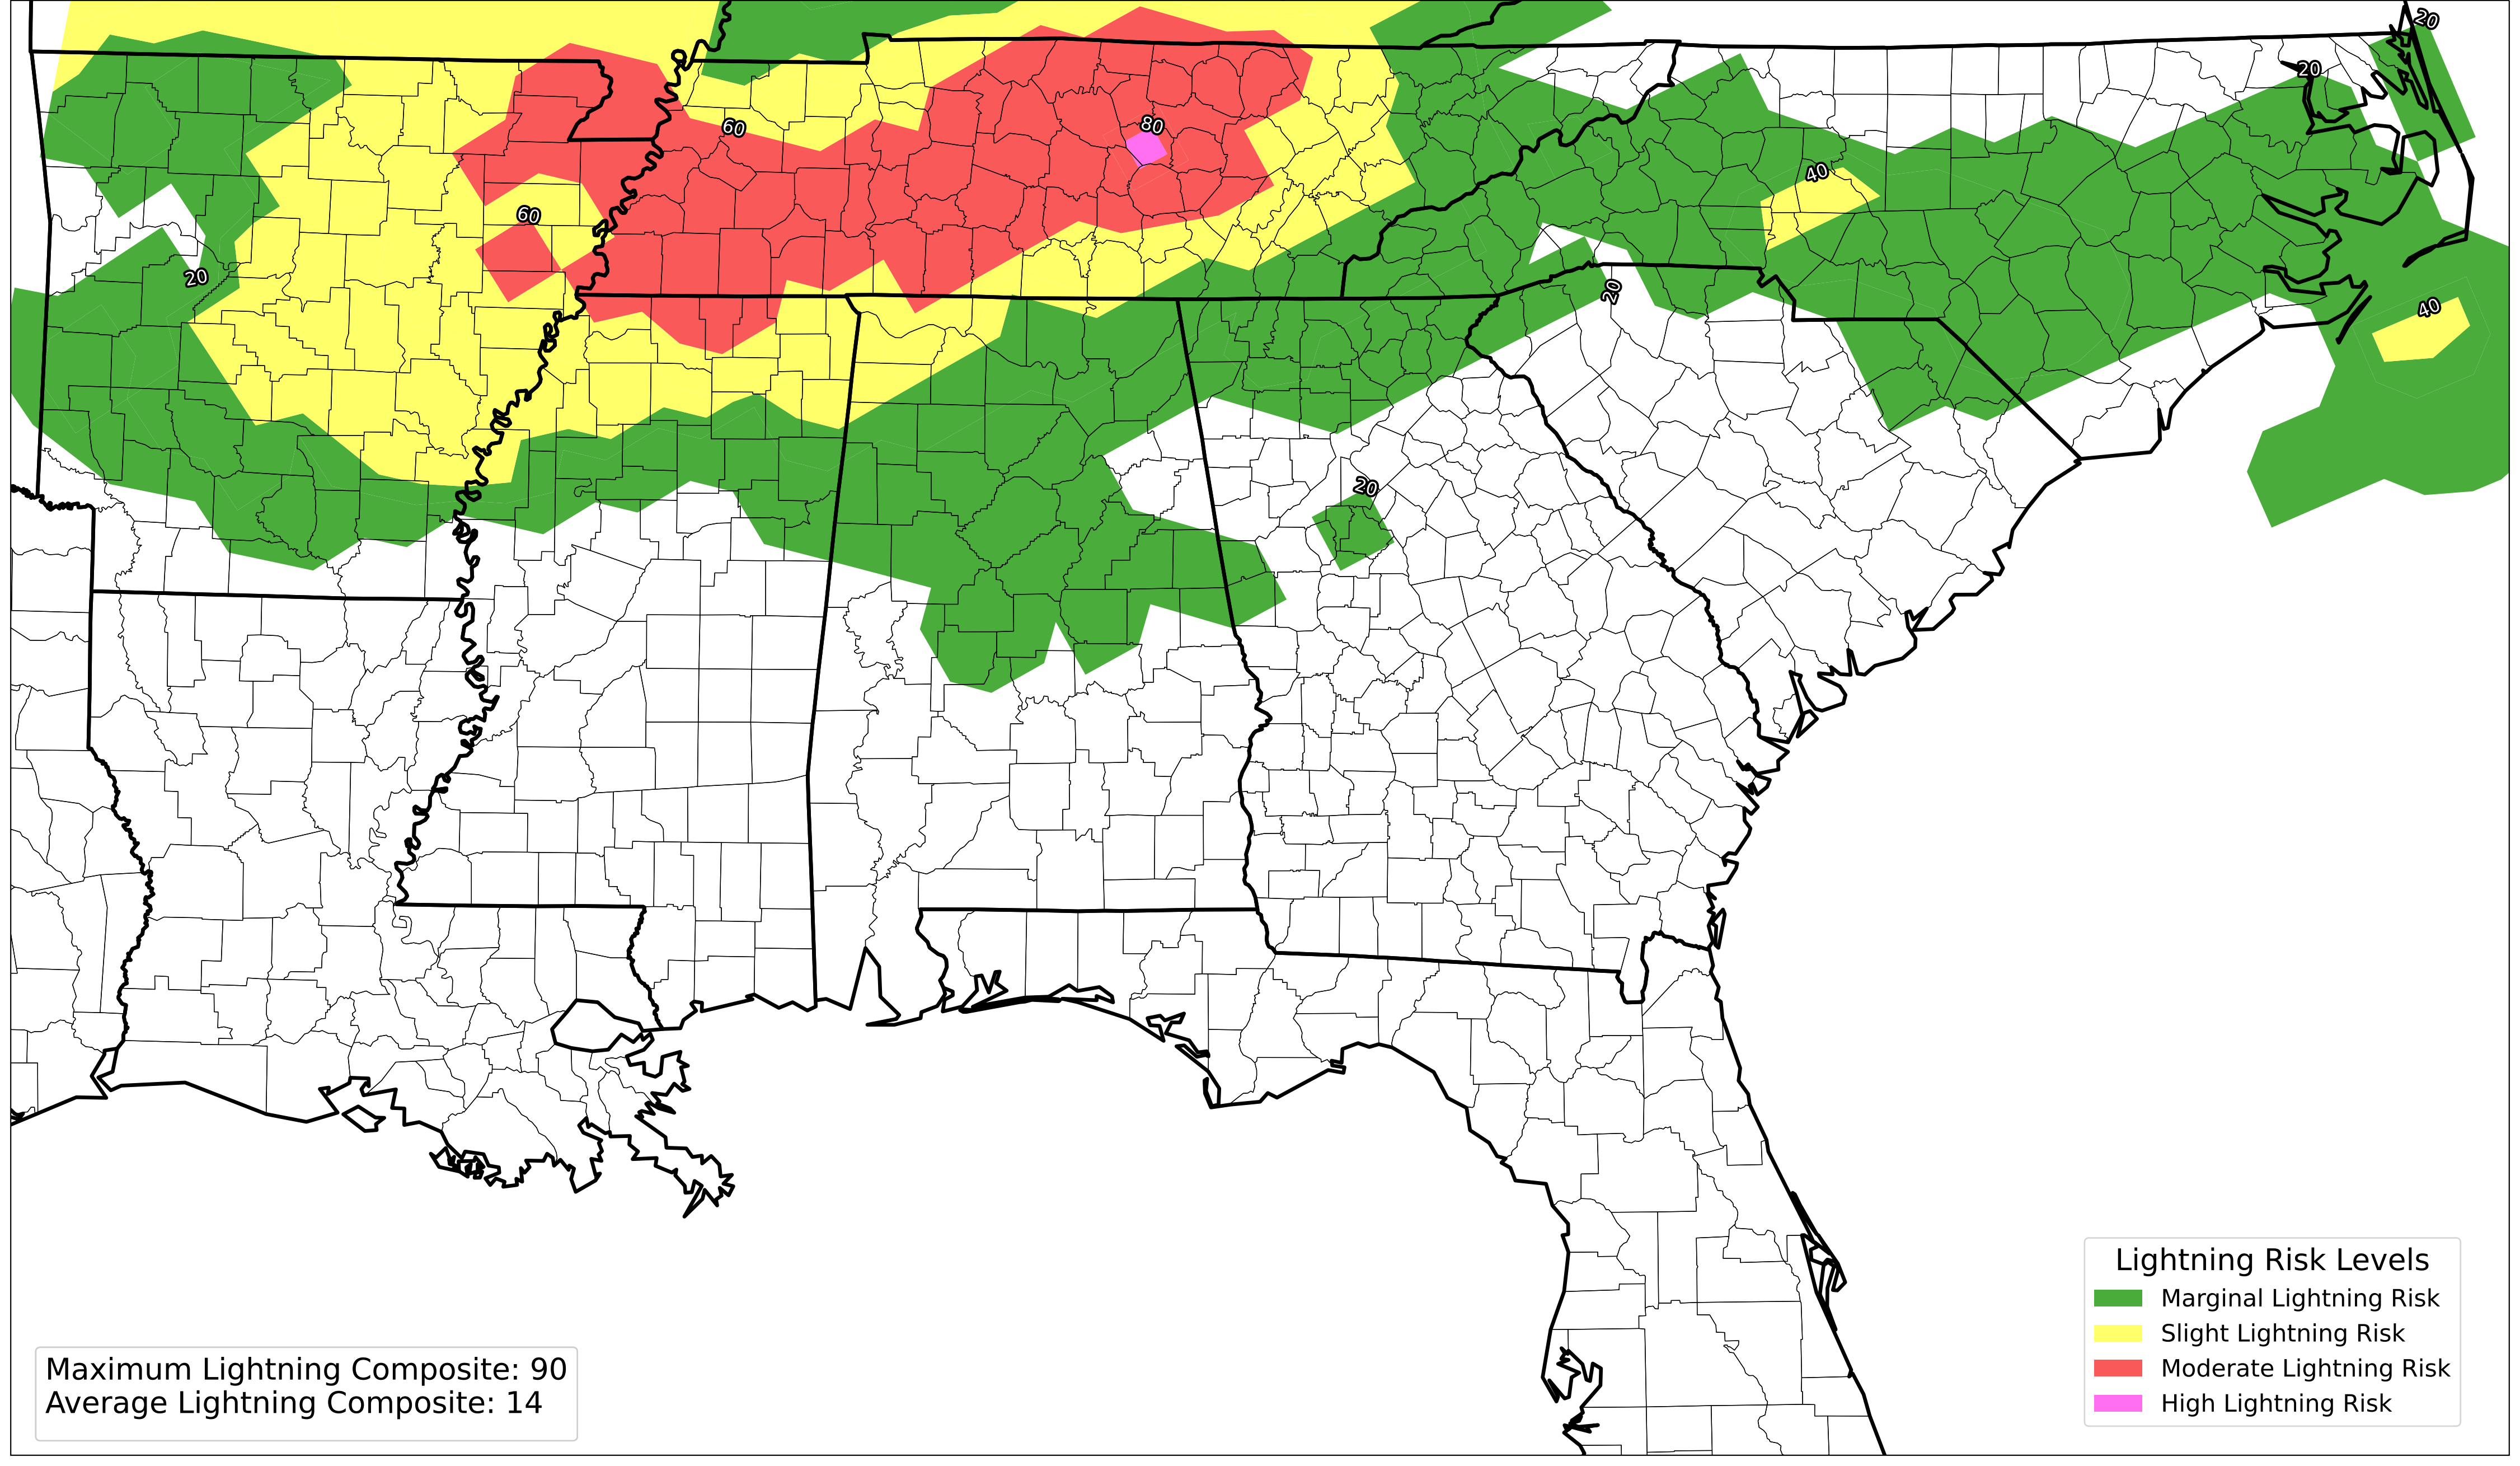 20
20
80
60
40
60
20
20
40
20
Lightning Risk Levels
Marginal Lightning Risk
Slight Lightning Risk
Moderate Lightning Risk
High Lightning Risk
Maximum Lightning Composite: 90
Average Lightning Composite: 14